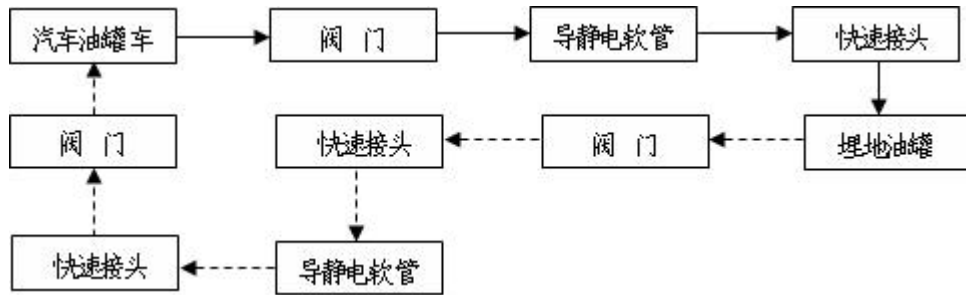 汽车油罐车
阀 门
导静电软管
快速接头
阀 门
快速接头
阀 门
埋地油罐
快速接头
导静电软管